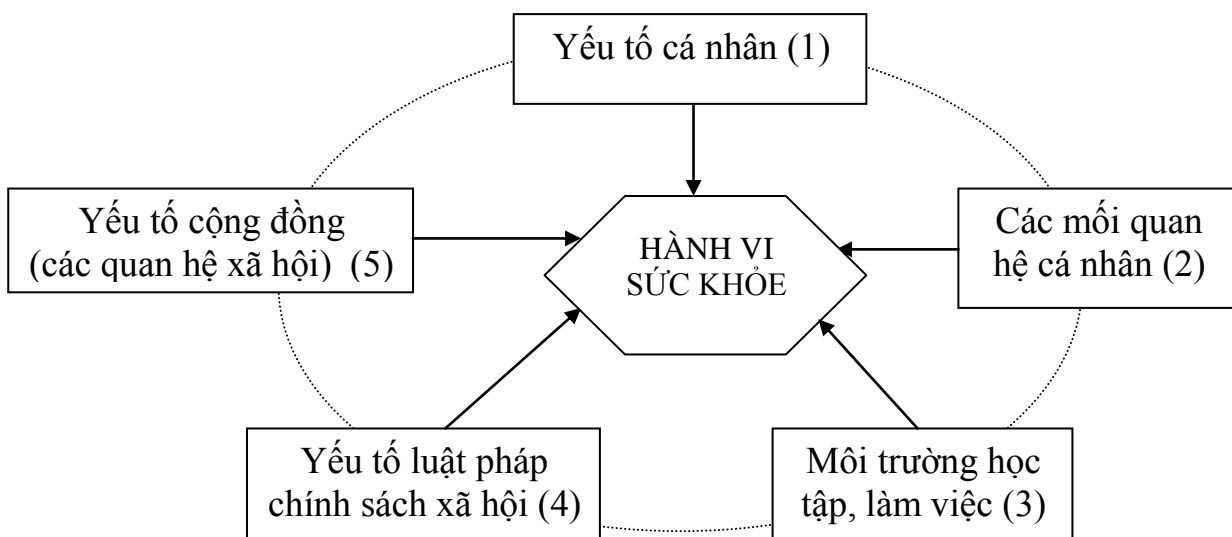 Yếu tố cá nhân (1)
Yếu tố cộng đồng
(các quan hệ xã hội) (5)
HÀNH VI
SỨC KHỎE
Các mối quan
hệ cá nhân (2)
Yếu tố luật pháp
chính sách xã hội (4)
Môi trường học
tập, làm việc (3)